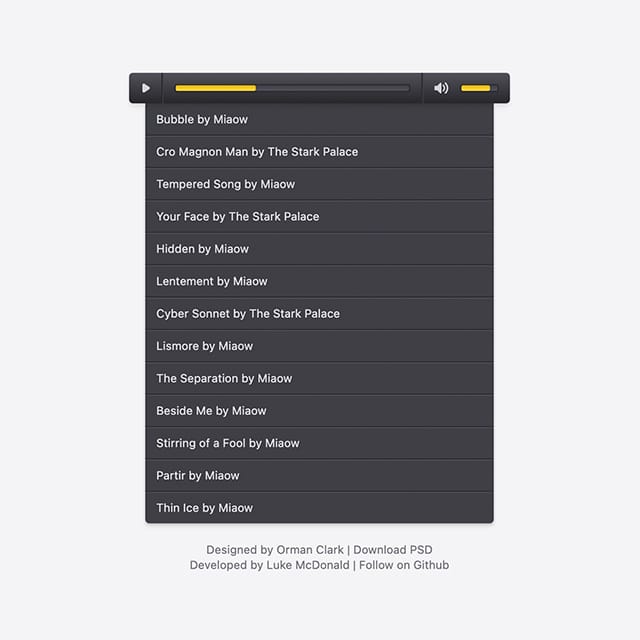 Bubble by Miaow
Cro Magnon Man by The Stark Palace
Tempered Song by Miaow
Your Face by The Stark Palace
Hidden by Miaow
Lentement by Miaow
Cyber Sonnet by The Stark Palace
Lismore by Miaow
The Separation by Miaow
Beside Me by Miaow
Stirring of a Fool by Miaow
Partir by Miaow
Thin Ice by Miaow
Designed by Orman Clark | Download PSD
Developed by Luke McDonald | Follow on Github